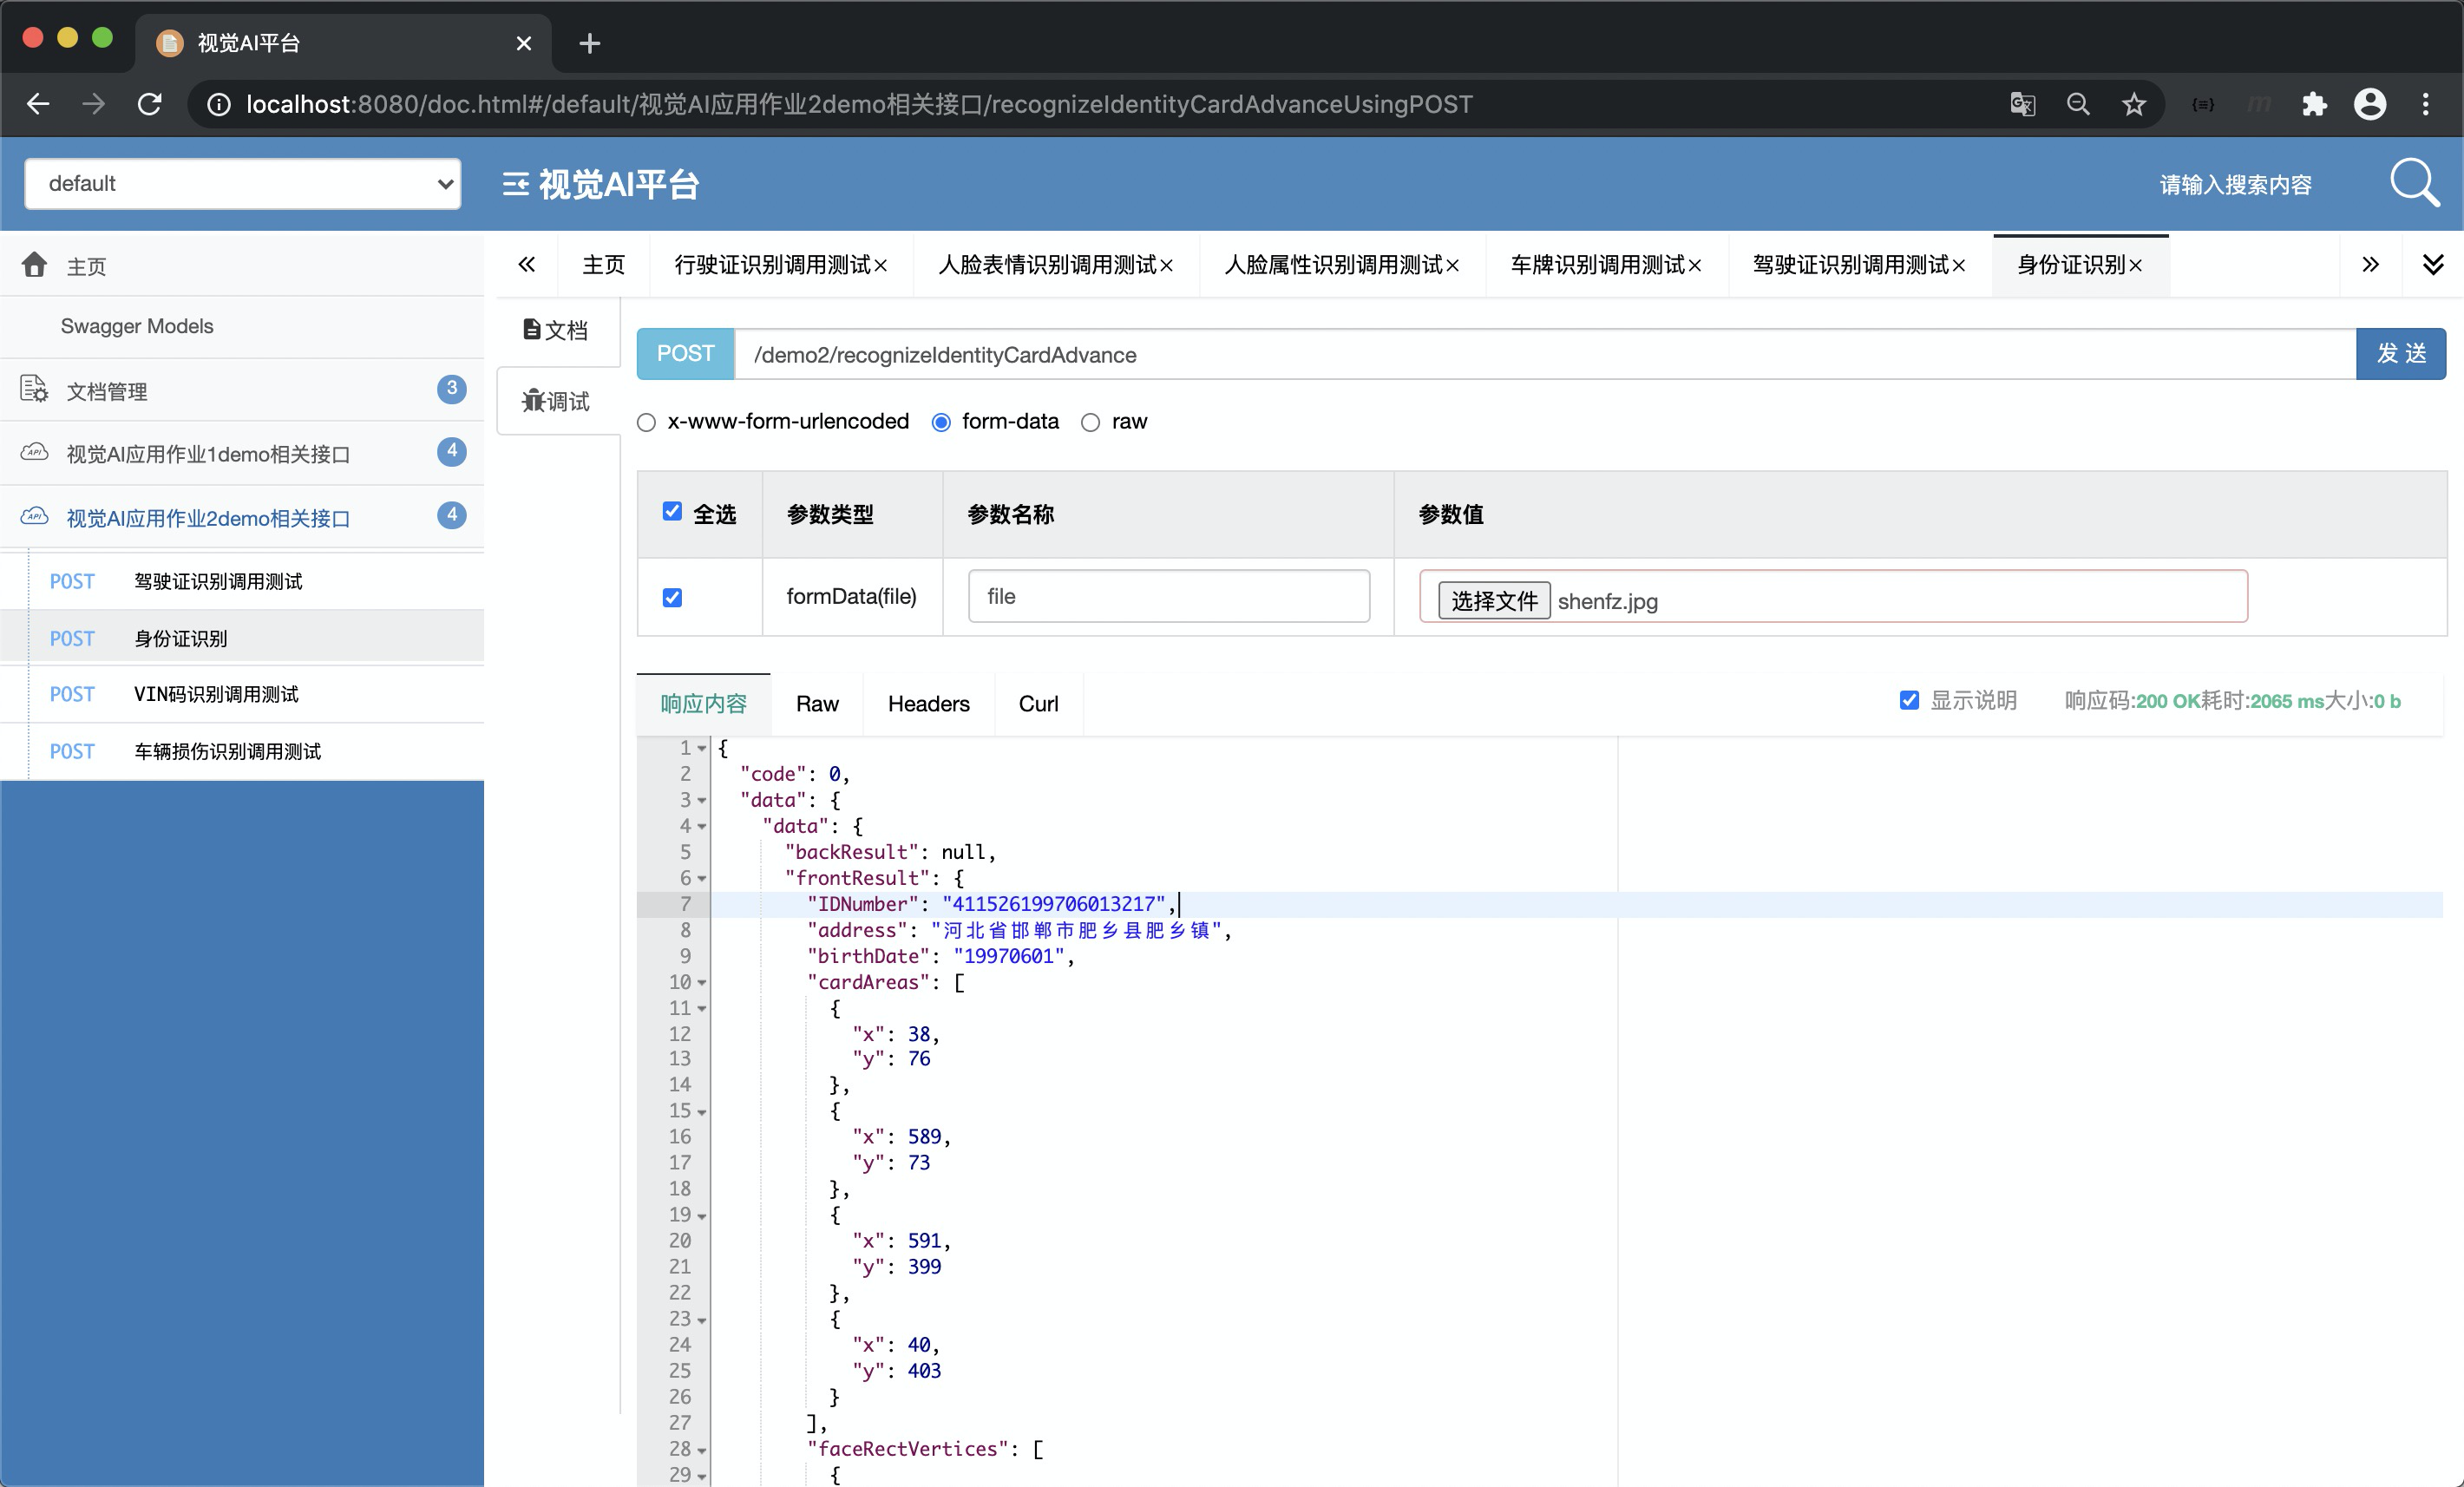 视觉AI平台
localhost:8080/doc.html#/default/视觉AI应用作业2demo相关接口/recognizeIdentityCardAdvanceUsingPOST
default
视觉AI平台
请输入搜索内容
主页
Swagger Models
文档管理 3
视觉AI应用作业1demo相关接口 4
视觉AI应用作业2demo相关接口 4
POST 驾驶证识别调用测试
POST 身份证识别
POST VIN码识别调用测试
POST 车辆损伤识别调用测试
主页 行驶证识别调用测试× 人脸表情识别调用测试× 人脸属性识别调用测试× 车牌识别调用测试× 驾驶证识别调用测试× 身份证识别×
文档
调试
POST /demo2/recognizeIdentityCardAdvance 发 送
x-www-form-urlencoded form-data raw
全选 参数类型 参数名称 参数值
formData(file) file 选择文件 shenfz.jpg
响应内容 Raw Headers Curl 显示说明 响应码:200 OK耗时:2065 ms大小:0 b
1 {
2 "code": 0,
3 "data": {
4 "data": {
5 "backResult": null,
6 "frontResult": {
7 "IDNumber": "411526199706013217",
8 "address": "河北省邯郸市肥乡县肥乡镇",
9 "birthDate": "19970601",
10 "cardAreas": [
11 {
12 "x": 38,
13 "y": 76
14 },
15 {
16 "x": 589,
17 "y": 73
18 },
19 {
20 "x": 591,
21 "y": 399
22 },
23 {
24 "x": 40,
25 "y": 403
26 }
27 ],
28 "faceRectVertices": [
29 {